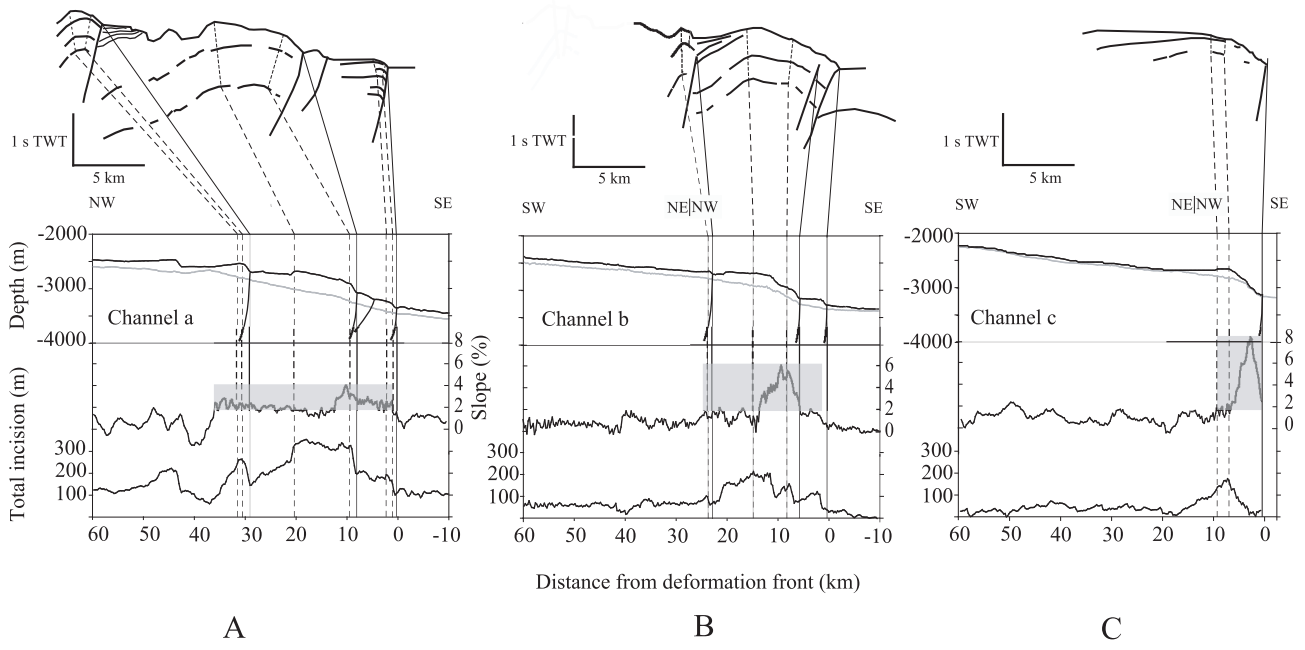 1 s TWT
5 km
NW
SE
1 s TWT
5 km
SW
NE|NW
SE
1 s TWT
5 km
SW
NE|NW
SE
Depth (m)
-2000
-3000
-4000
Channel a
Channel b
-2000
-3000
-4000
Channel c
Total incision (m)
300
200
100
8
6
4
2
0
Slope (%)
6
4
2
0
300
200
100
8
6
4
2
0
300
200
100
60 50 40 30 20 10 0 -10
60 50 40 30 20 10 0 -10
60 50 40 30 20 10 0
Distance from deformation front (km)
A B C